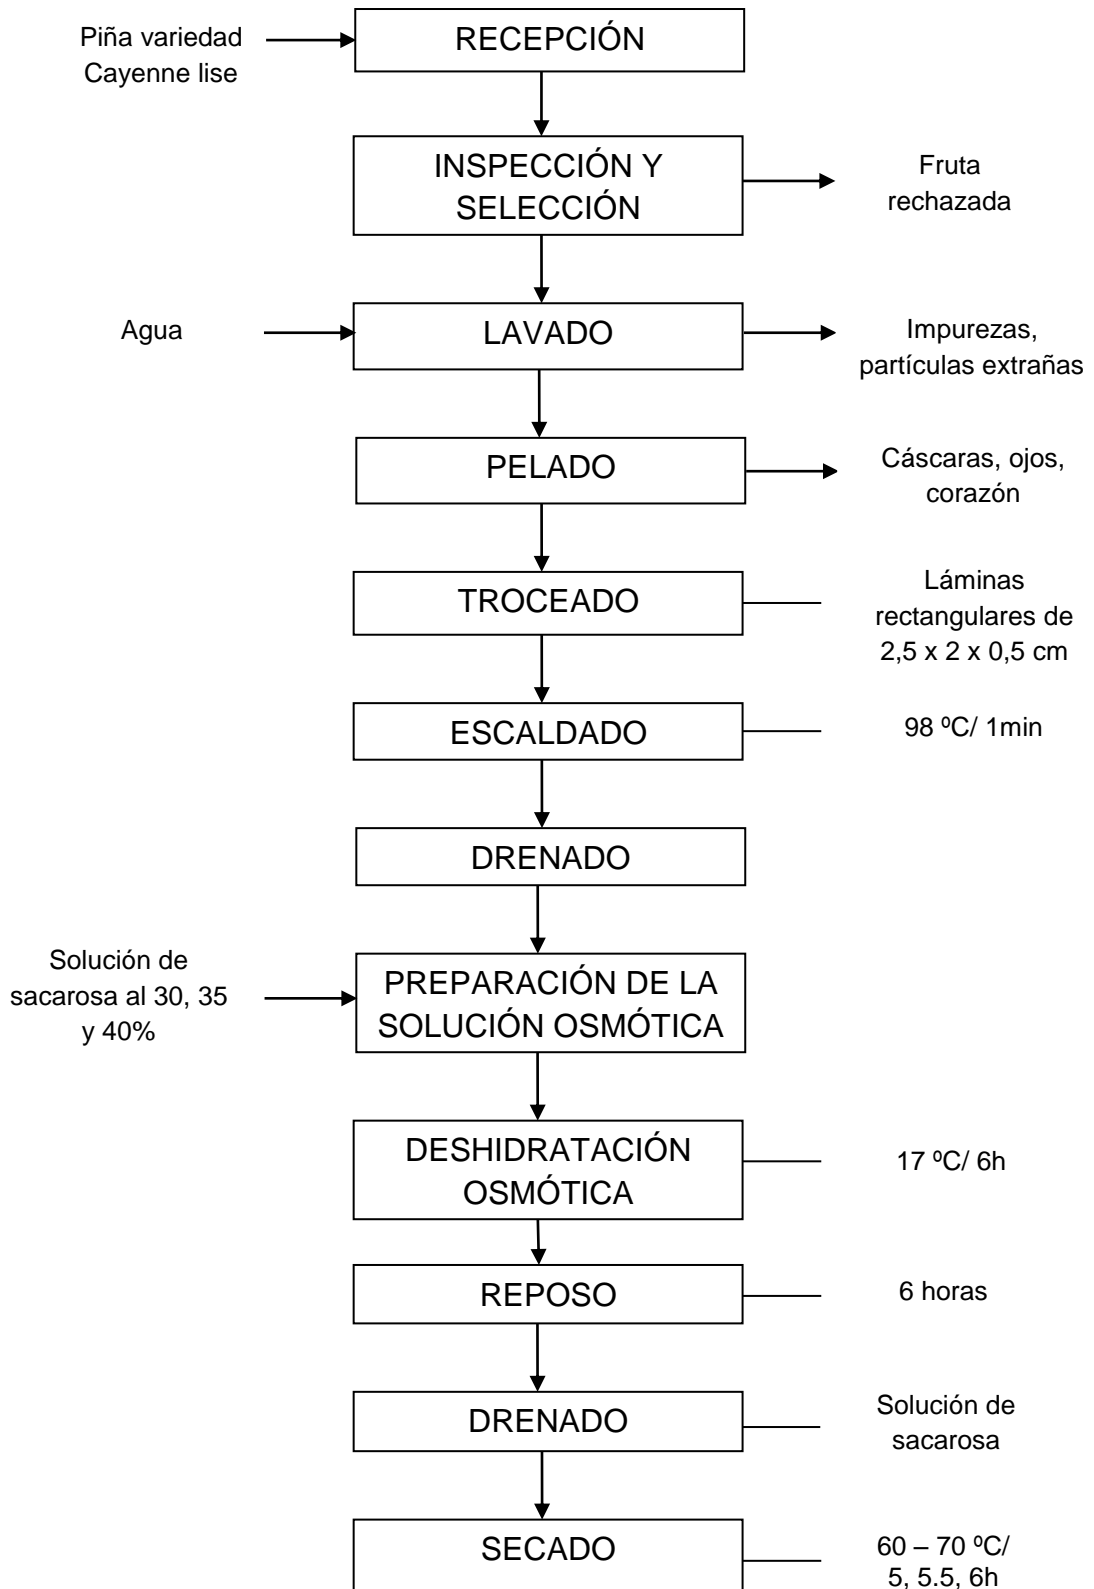 Piña variedad
Cayenne lise
RECEPCIÓN
INSPECCIÓN Y
SELECCIÓN
Fruta
rechazada
Agua
LAVADO
Impurezas,
partículas extrañas
PELADO
Cáscaras, ojos,
corazón
TROCEADO
Láminas
rectangulares de
2,5 x 2 x 0,5 cm
ESCALDADO
98 ºC/ 1min
DRENADO
Solución de
sacarosa al 30, 35
y 40%
PREPARACIÓN DE LA
SOLUCIÓN OSMÓTICA
DESHIDRATACIÓN
OSMÓTICA
17 ºC/ 6h
REPOSO
6 horas
DRENADO
Solución de
sacarosa
SECADO
60 – 70 ºC/
5, 5.5, 6h